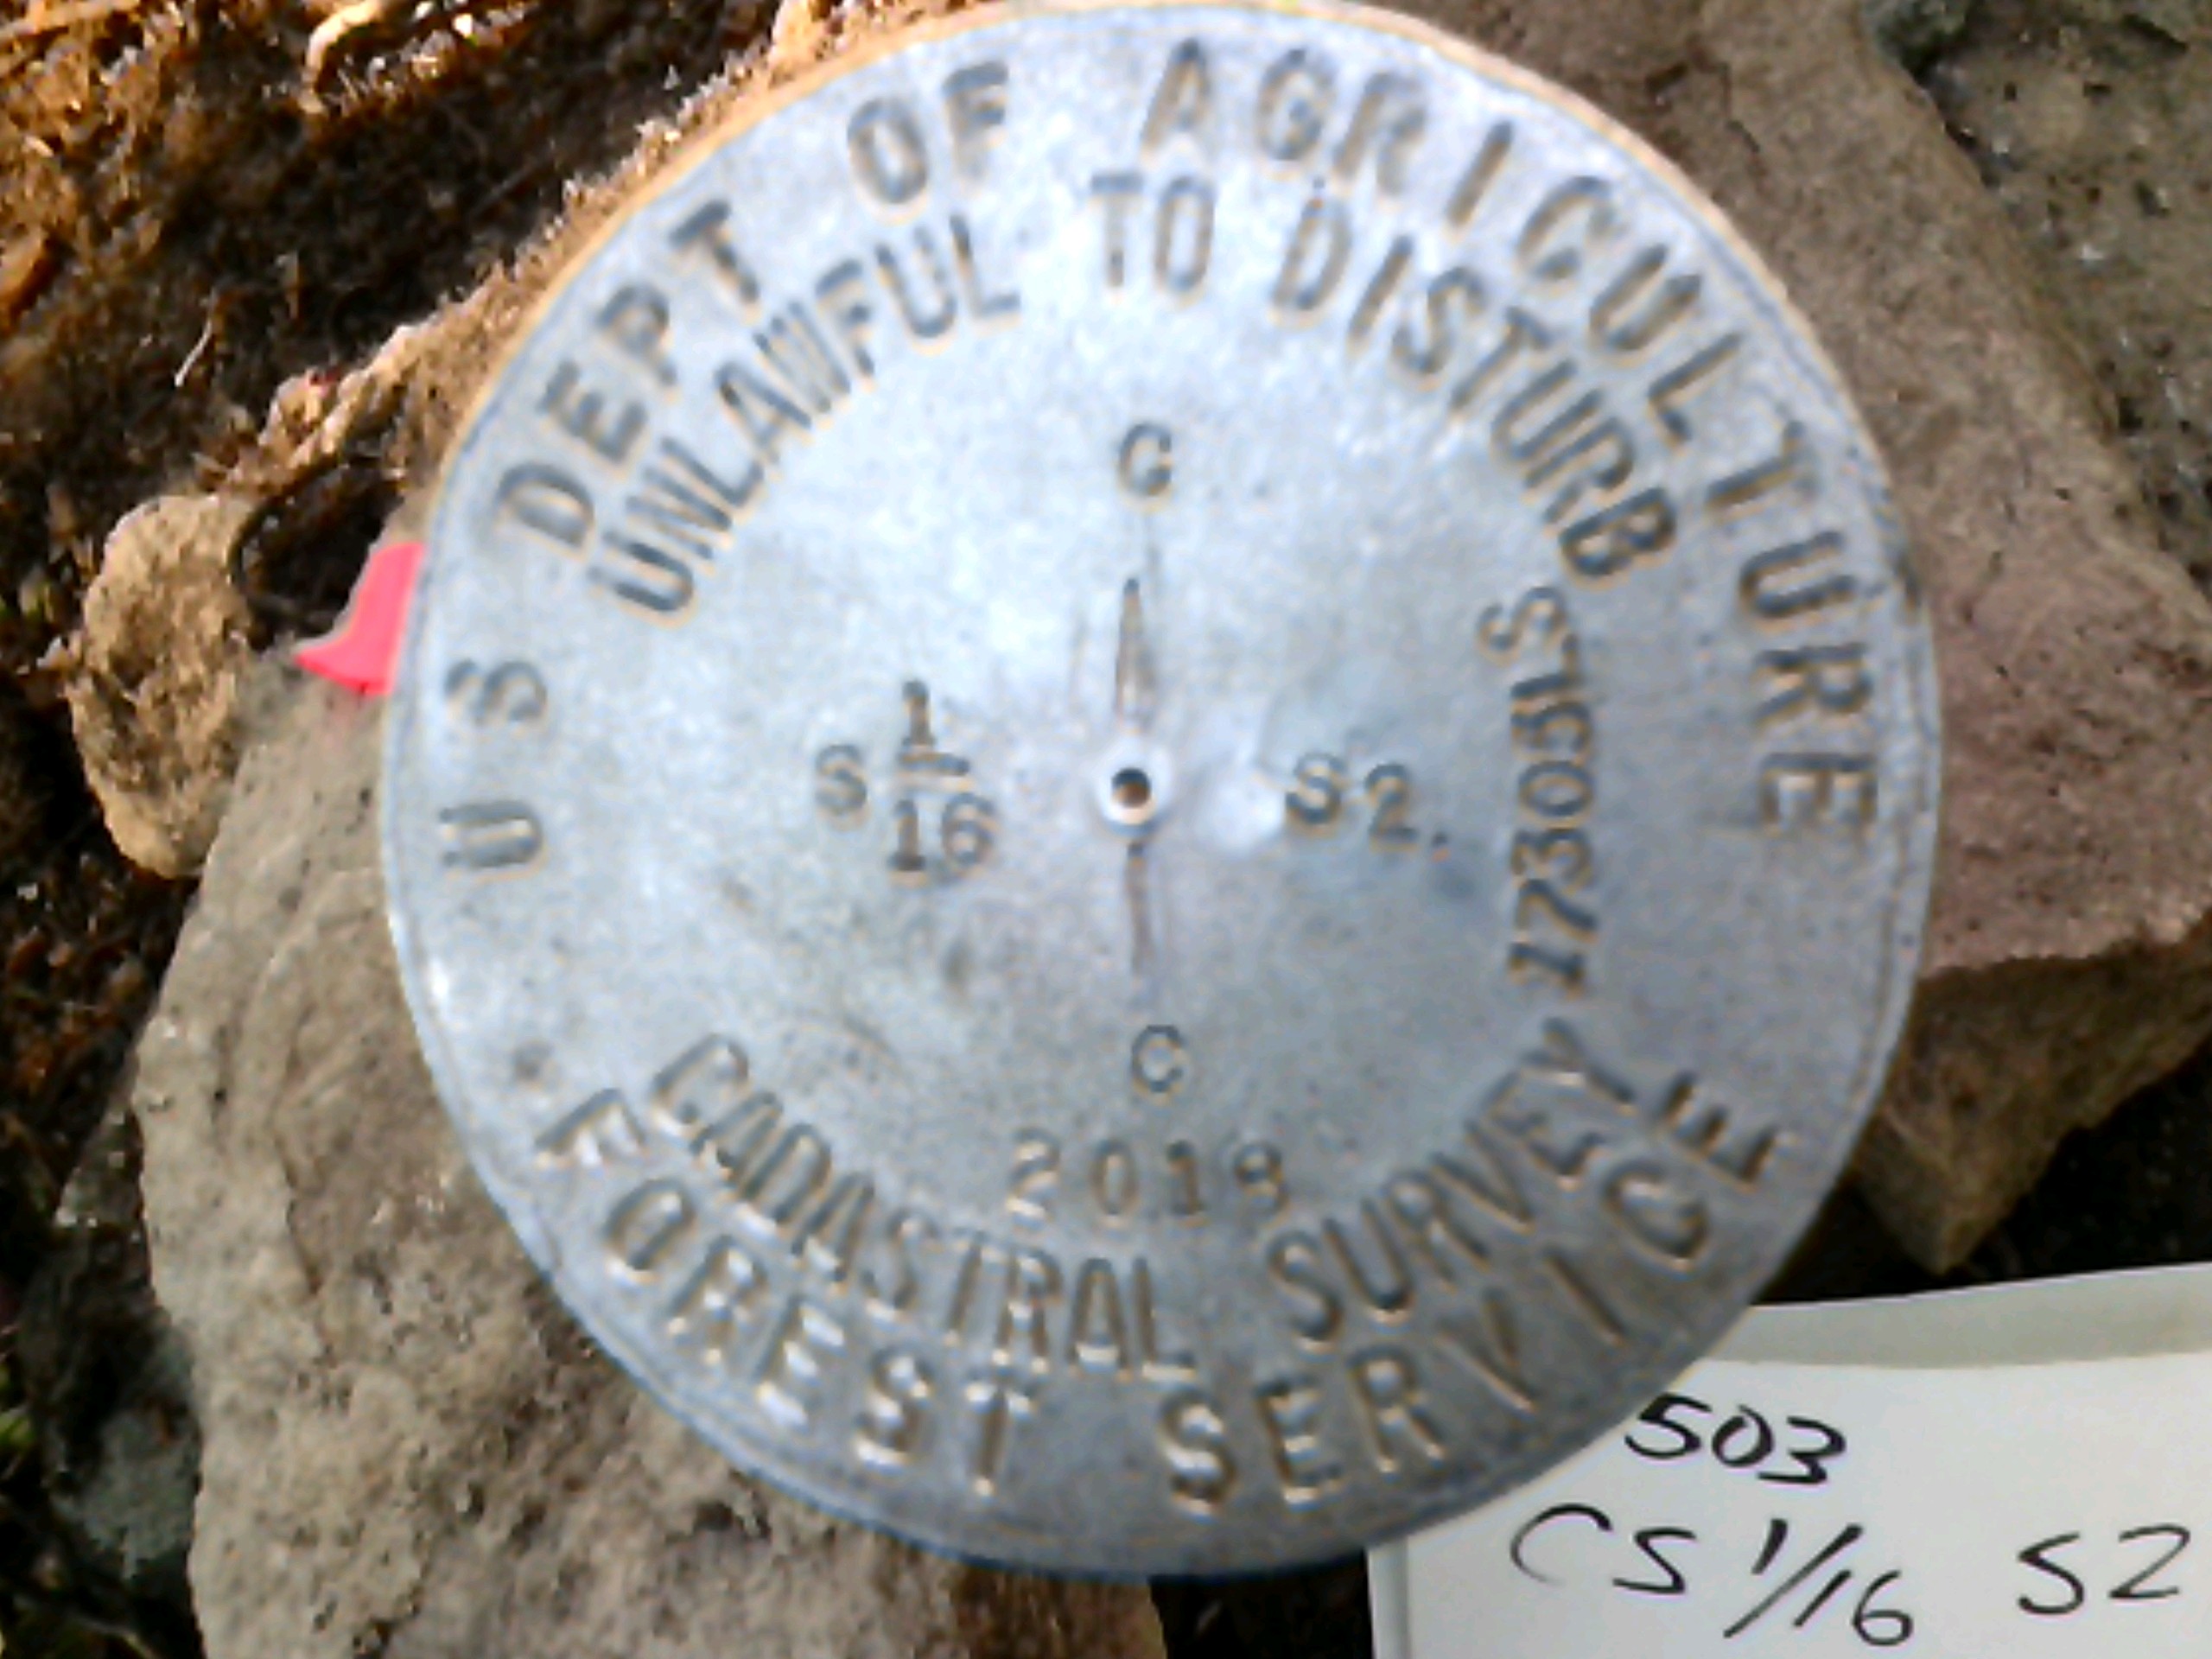 U S DEPT OF AGRICULTURE
UNLAWFUL TO DISTURB
G
S 1/16 S2.
C
2019
CADASTRAL SURVEY
FOREST SERVICE
503
CS 1/16 S2